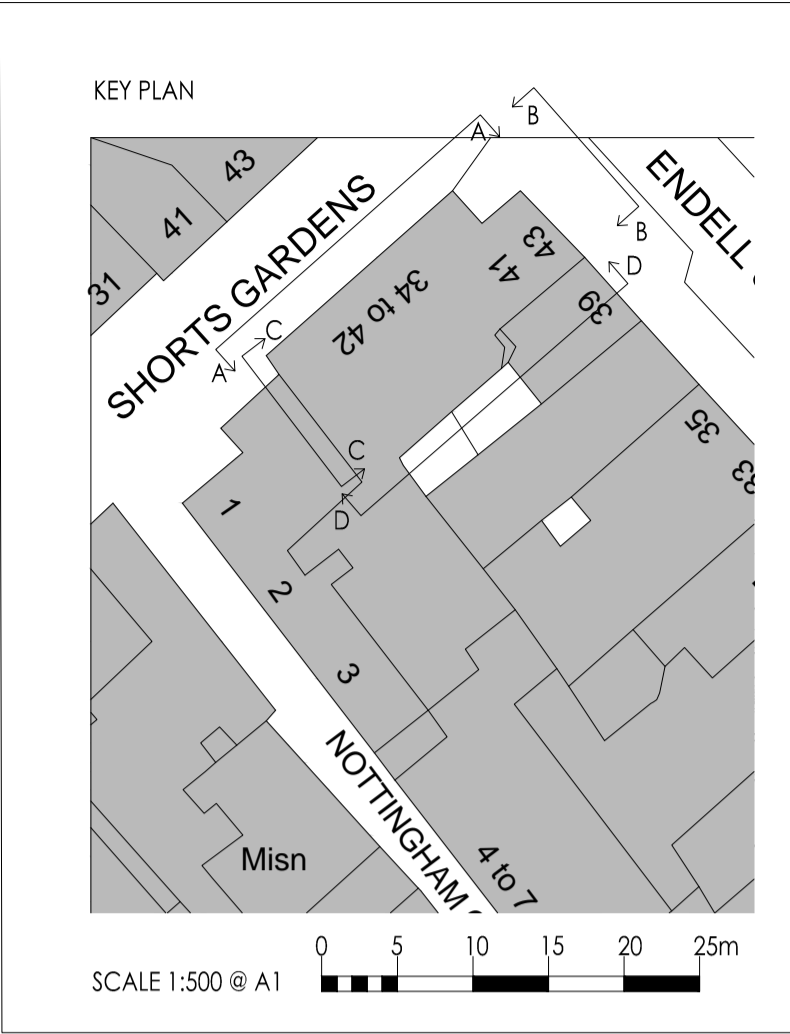 KEY PLAN
A
B
43
ENDELL
41
SHORTS GARDENS
43
B
41
D
31
34 to 42
39
C
A
35
33
C
1
D
2
3
NOTTINGHAM
4 to 7
Misn
0 5 10 15 20 25m
SCALE 1:500 @ A1